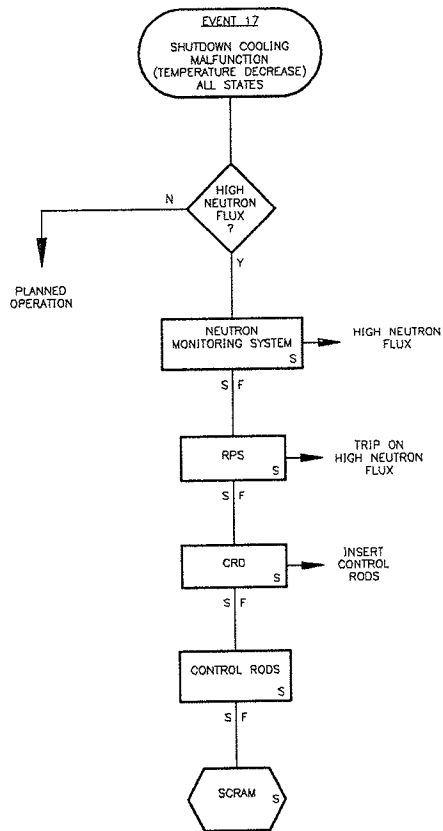 EVENT 17
SHUTDOWN COOLING
MALFUNCTION
(TEMPERATURE DECREASE)
ALL STATES
HIGH
NEUTRON
FLUX
?
N
Y
PLANNED
OPERATION
NEUTRON
MONITORING SYSTEM
S
HIGH NEUTRON
FLUX
S F
RPS
S
TRIP ON
HIGH NEUTRON
FLUX
S F
CRD
S
INSERT
CONTROL
RODS
S F
CONTROL RODS
S
S F
SCRAM
S